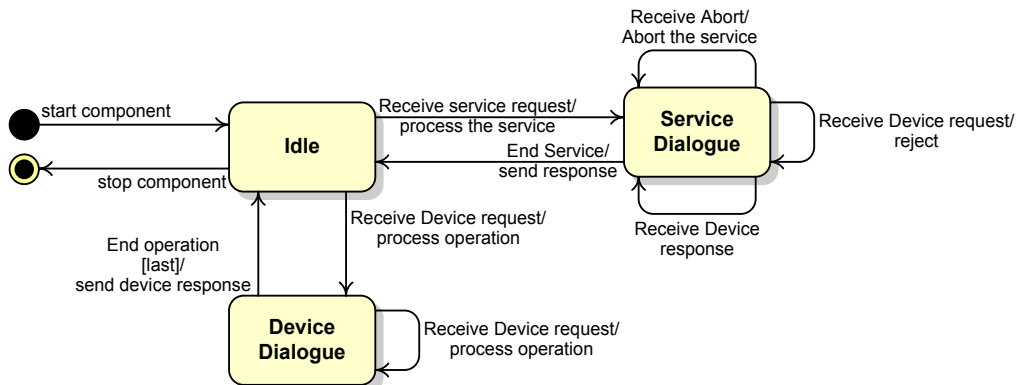 Receive Abort/
Abort the service
start component
Receive service request/
process the service
Idle
Service
Dialogue
Receive Device request/
reject
End Service/
send response
stop component
Receive Device request/
process operation
Receive Device
response
End operation
[last]/
send device response
Device
Dialogue
Receive Device request/
process operation